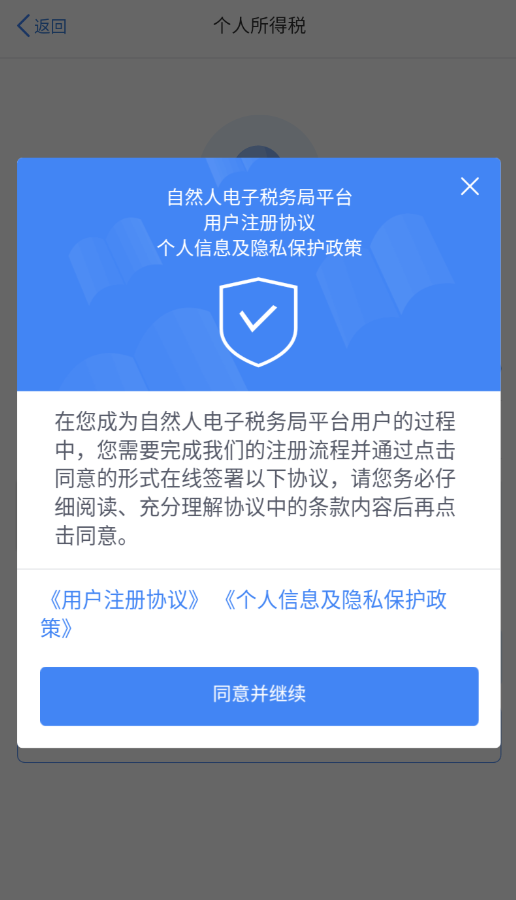 返回
个人所得税
自然人电子税务局平台
用户注册协议
个人信息及隐私保护政策
在您成为自然人电子税务局平台用户的过程
中，您需要完成我们的注册流程并通过点击
同意的形式在线签署以下协议，请您务必仔
细阅读、充分理解协议中的条款内容后再点
击同意。
《用户注册协议》 《个人信息及隐私保护政
策》
同意并继续